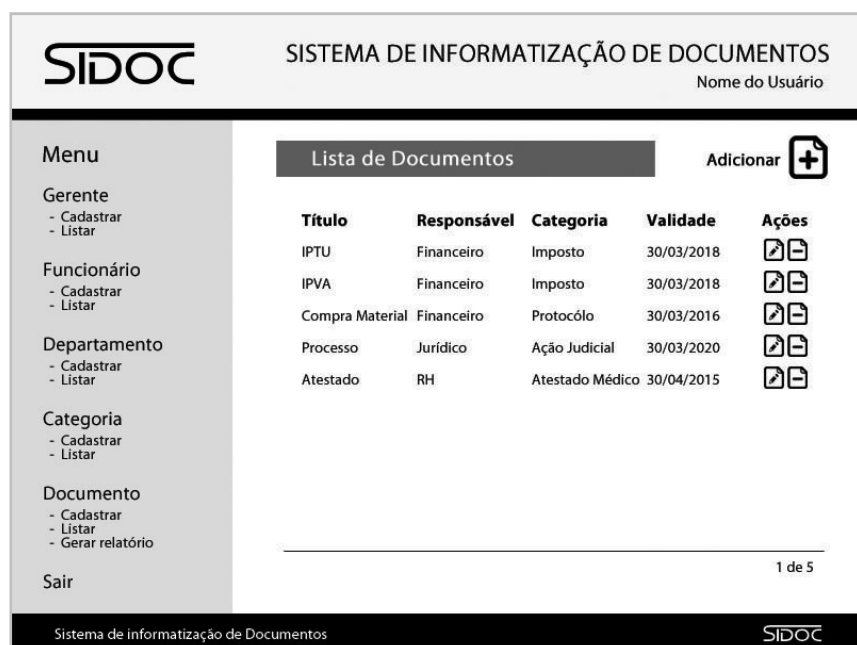 SIDOC
SISTEMA DE INFORMATIZAÇÃO DE DOCUMENTOS
Nome do Usuário
Menu
Gerente
- Cadastrar
- Listar
Funcionário
- Cadastrar
- Listar
Departamento
- Cadastrar
- Listar
Categoria
- Cadastrar
- Listar
Documento
- Cadastrar
- Listar
- Gerar relatório
Sair
Lista de Documentos
Adicionar
Título Responsável Categoria Validade Ações
IPTU Financeiro Imposto 30/03/2018
IPVA Financeiro Imposto 30/03/2018
Compra Material Financeiro Protocólo 30/03/2016
Processo Jurídico Ação Judicial 30/03/2020
Atestado RH Atestado Médico 30/04/2015
1 de 5
Sistema de informatização de Documentos
SIDOC